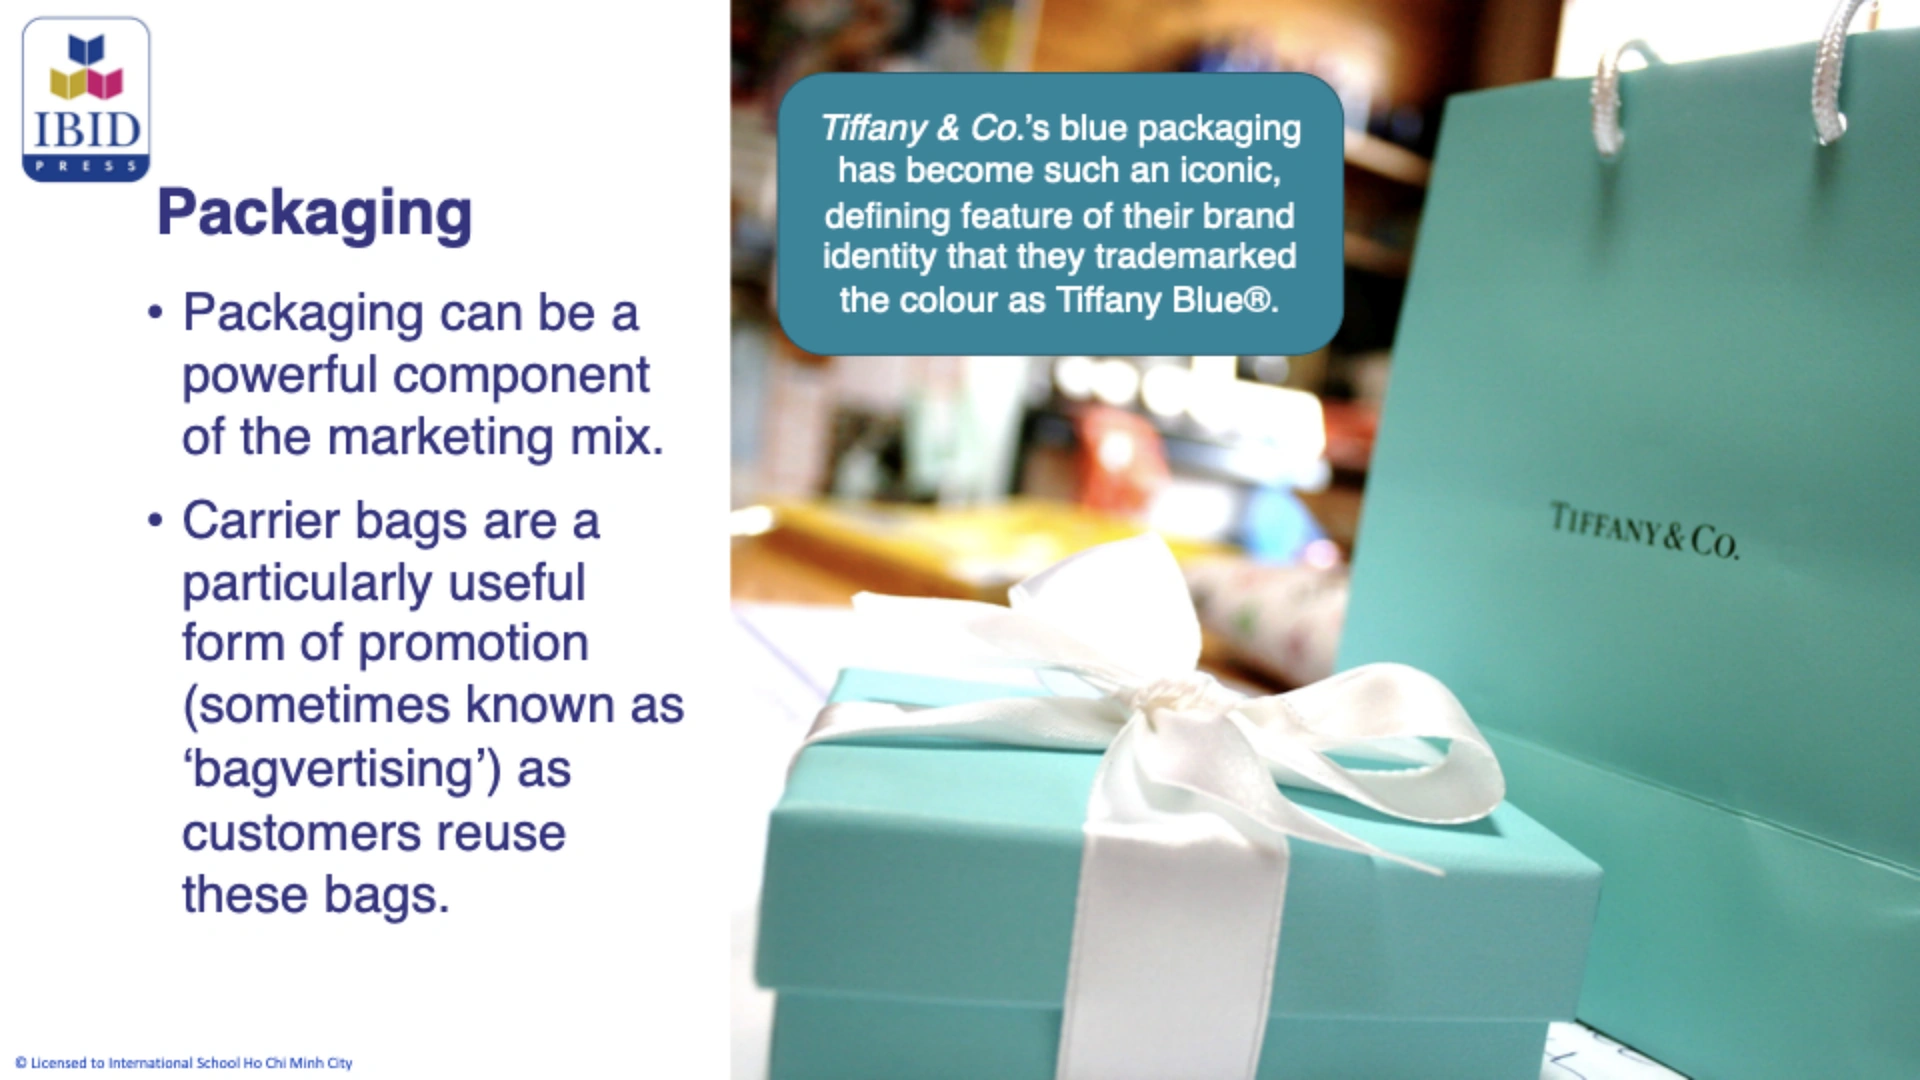 IBID
PRESS
Packaging
• Packaging can be a
powerful component
of the marketing mix.
• Carrier bags are a
particularly useful
form of promotion
(sometimes known as
‘bagvertising’) as
customers reuse
these bags.
Tiffany & Co.’s blue packaging
has become such an iconic,
defining feature of their brand
identity that they trademarked
the colour as Tiffany Blue®.
TIFFANY & CO.
© Licensed to International School Ho Chi Minh City